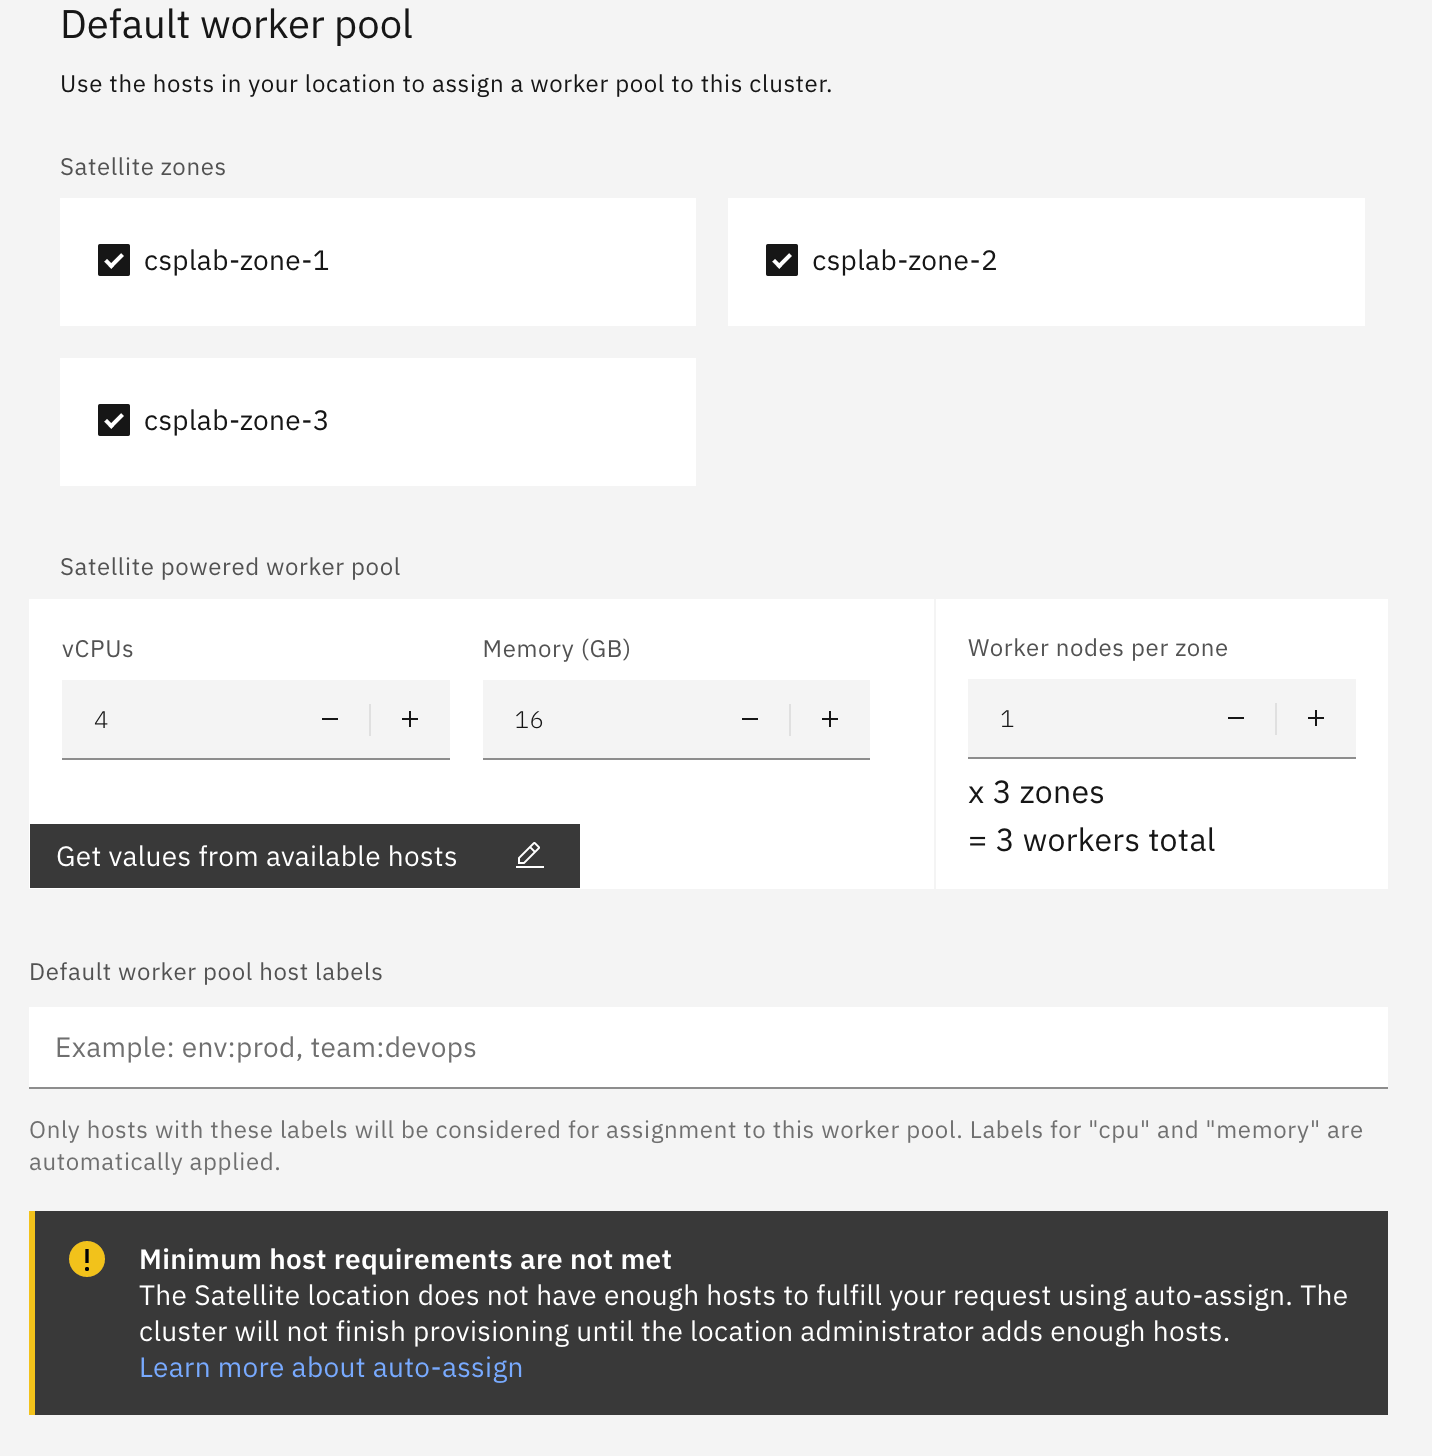 Default worker pool
Use the hosts in your location to assign a worker pool to this cluster.
Satellite zones
csplab-zone-1
csplab-zone-2
csplab-zone-3
Satellite powered worker pool
vCPUs
4
Memory (GB)
16
Worker nodes per zone
1
x 3 zones
= 3 workers total
Get values from available hosts
Default worker pool host labels
Example: env:prod, team:devops
Only hosts with these labels will be considered for assignment to this worker pool. Labels for "cpu" and "memory" are
automatically applied.
Minimum host requirements are not met
The Satellite location does not have enough hosts to fulfill your request using auto-assign. The
cluster will not finish provisioning until the location administrator adds enough hosts.
Learn more about auto-assign